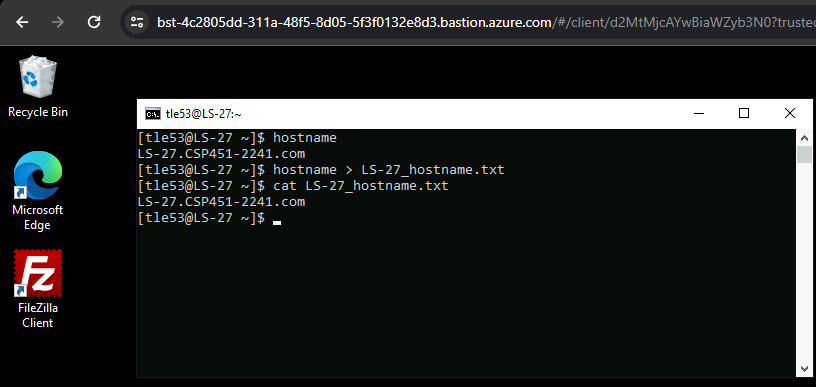 bst-4c2805dd-311a-48f5-8d05-5f3f0132e8d3.bastion.azure.com/#/client/d2MtMjcAYwBiaWZyb3N0?trusted
Recycle Bin
Microsoft
Edge
FileZilla
Client
tle53@LS-27:~
[tle53@LS-27 ~]$ hostname
LS-27.CSP451-2241.com
[tle53@LS-27 ~]$ hostname > LS-27_hostname.txt
[tle53@LS-27 ~]$ cat LS-27_hostname.txt
LS-27.CSP451-2241.com
[tle53@LS-27 ~]$